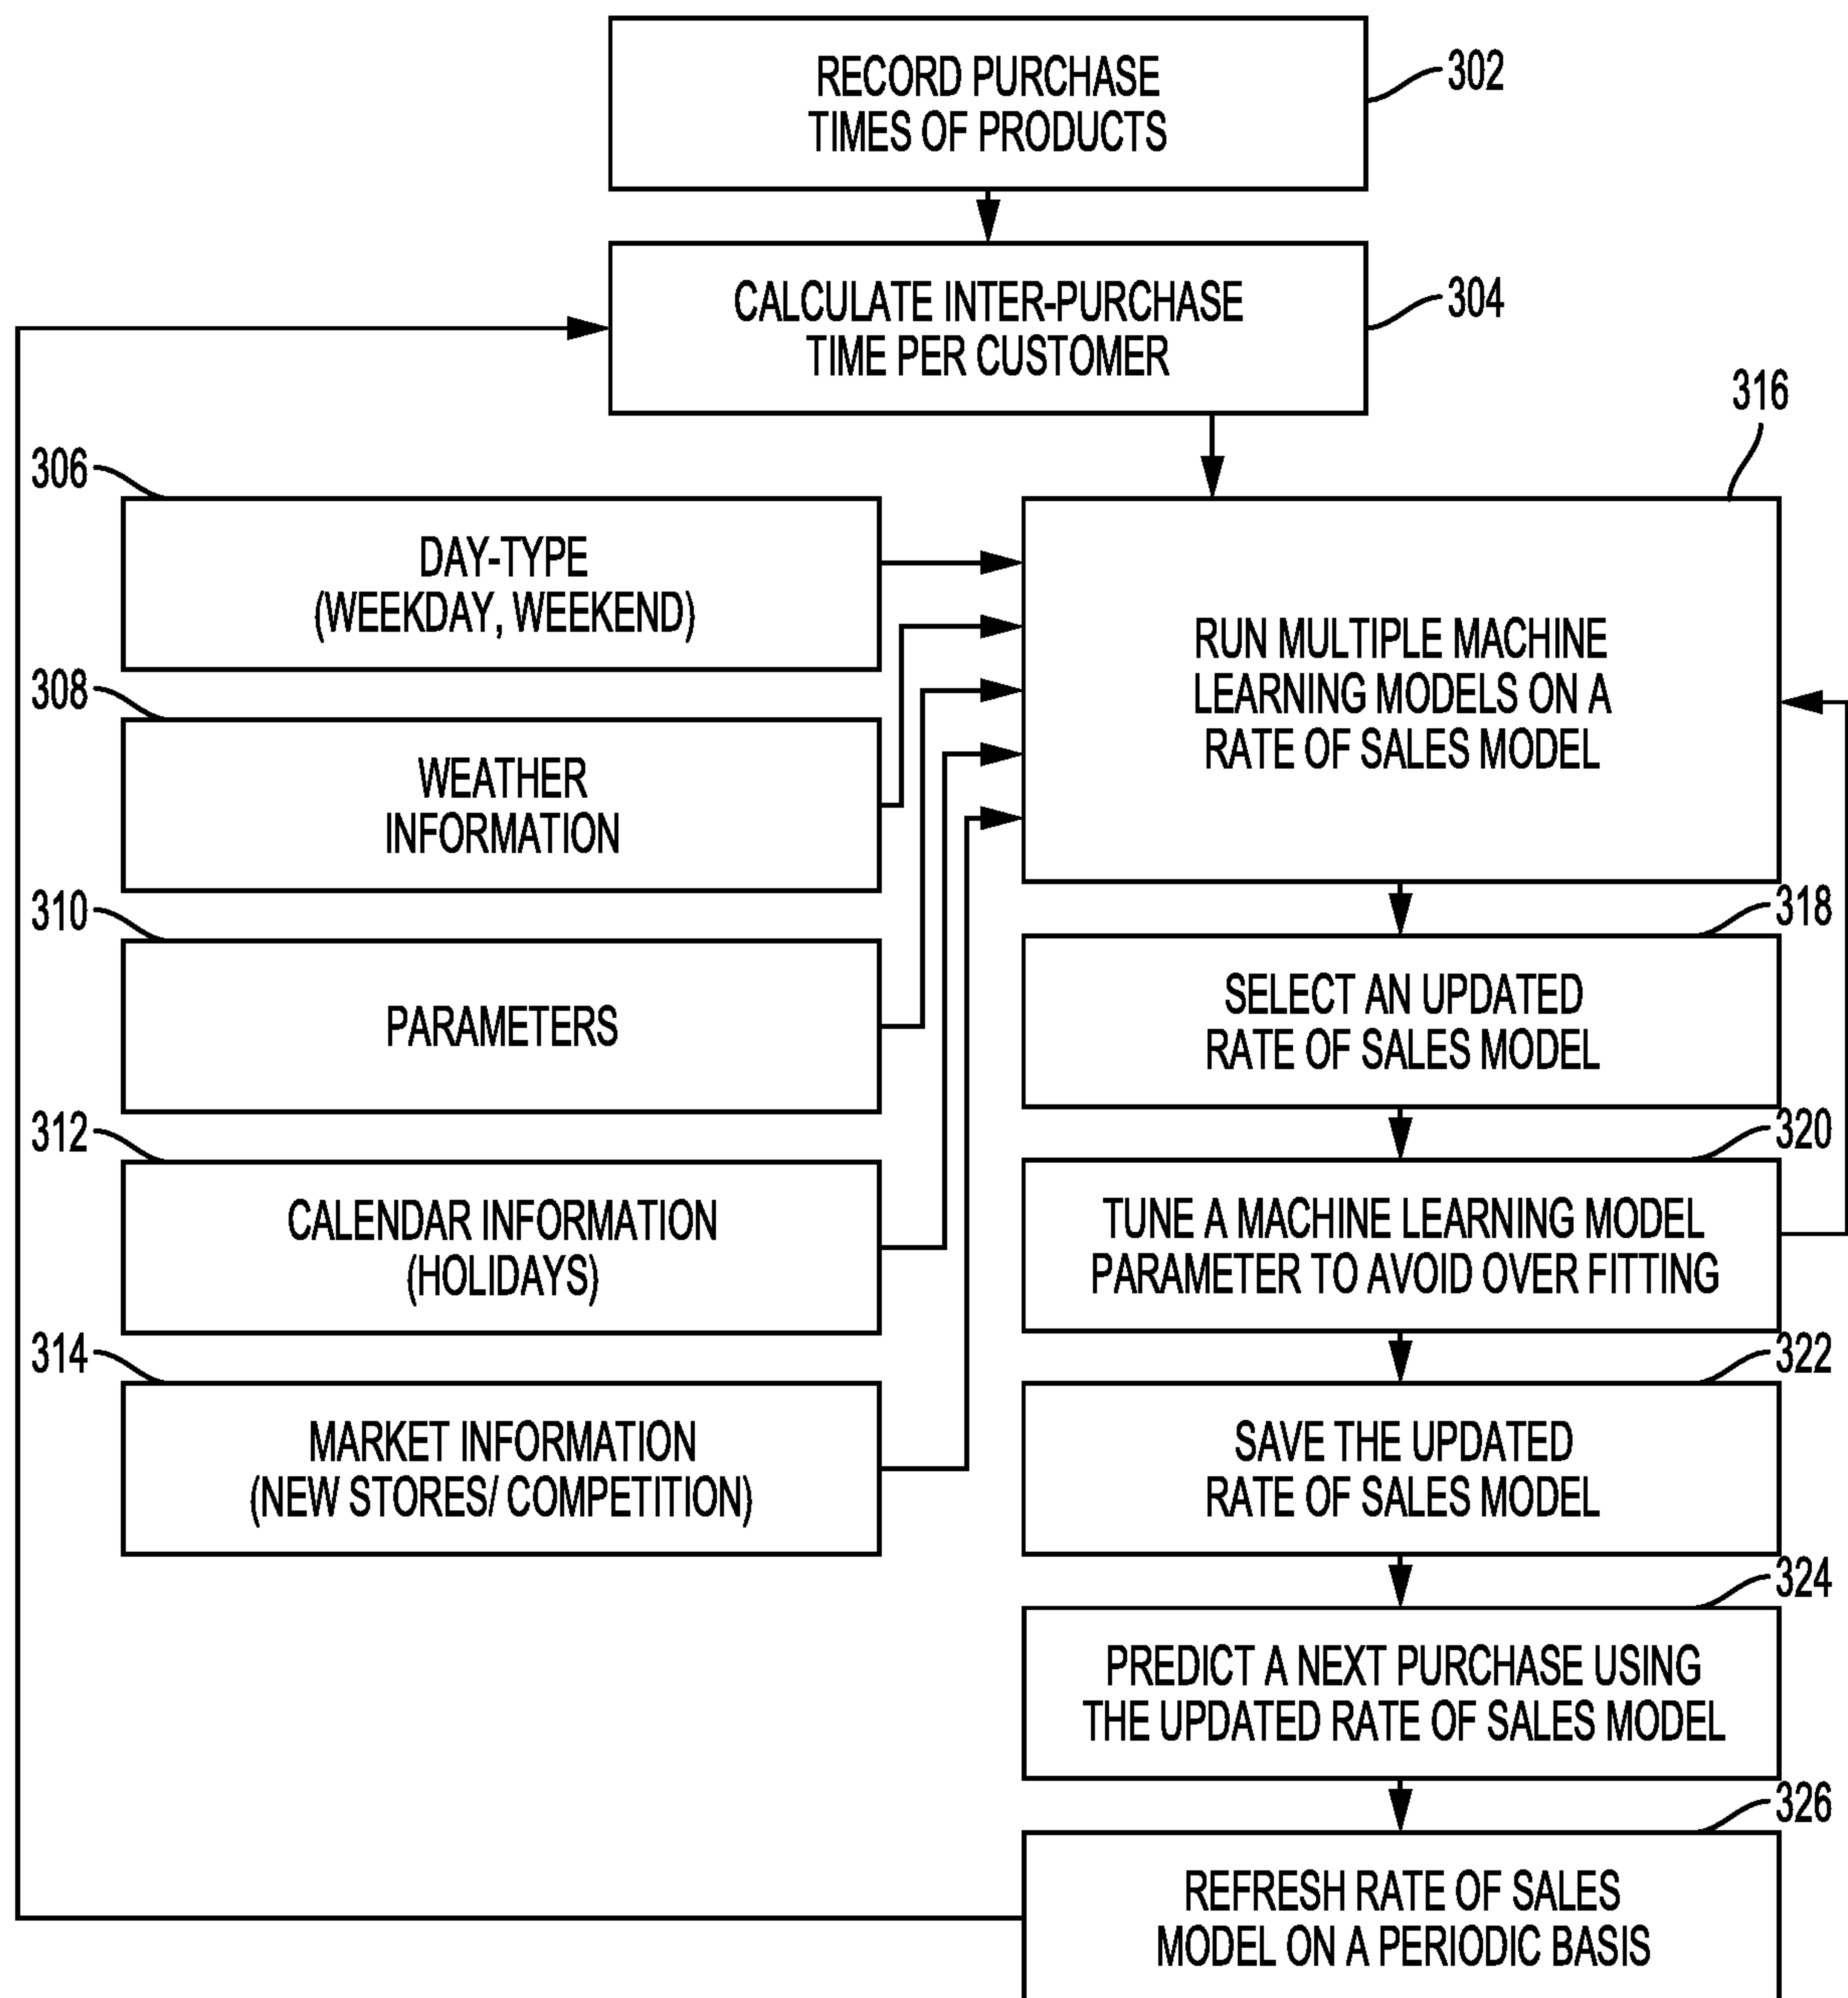 RECORD PURCHASE
TIMES OF PRODUCTS
302
CALCULATE INTER-PURCHASE
TIME PER CUSTOMER
304
306
DAY-TYPE
(WEEKDAY, WEEKEND)
308
WEATHER
INFORMATION
310
PARAMETERS
312
CALENDAR INFORMATION
(HOLIDAYS)
314
MARKET INFORMATION
(NEW STORES/ COMPETITION)
316
RUN MULTIPLE MACHINE
LEARNING MODELS ON A
RATE OF SALES MODEL
318
SELECT AN UPDATED
RATE OF SALES MODEL
320
TUNE A MACHINE LEARNING MODEL
PARAMETER TO AVOID OVER FITTING
322
SAVE THE UPDATED
RATE OF SALES MODEL
324
PREDICT A NEXT PURCHASE USING
THE UPDATED RATE OF SALES MODEL
326
REFRESH RATE OF SALES
MODEL ON A PERIODIC BASIS